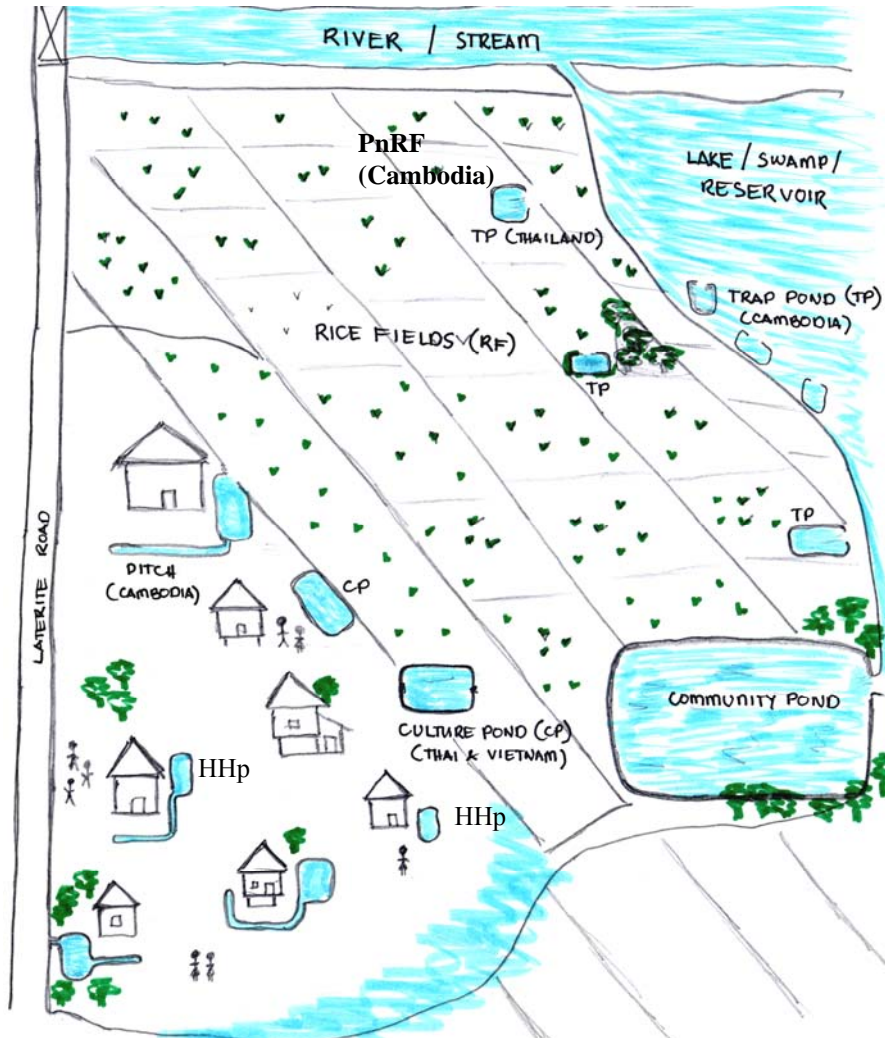 RIVER / STREAM
PnRF
(Cambodia)
LAKE / SWAMP /
RESERVOIR
TP (THAILAND)
TRAP POND (TP)
(CAMBODIA)
RICE FIELDS (RF)
TP
TP
DITCH
(CAMBODIA)
CP
LATERITE ROAD
COMMUNITY POND
CULTURE POND (CP)
(THAI & VIETNAM)
HHp
HHp